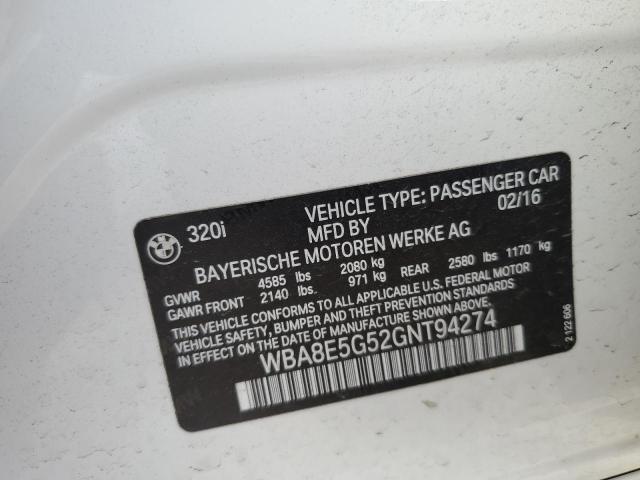 BMW
320i
VEHICLE TYPE: PASSENGER CAR
MFD BY 02/16
BAYERISCHE MOTOREN WERKE AG
GVWR 4585 lbs 2080 kg
GAWR FRONT 2140 lbs. 971 kg REAR 2580 lbs 1170 kg
THIS VEHICLE CONFORMS TO ALL APPLICABLE U.S. FEDERAL MOTOR
VEHICLE SAFETY, BUMPER AND THEFT PREVENTION STANDARDS
IN EFFECT ON THE DATE OF MANUFACTURE SHOWN ABOVE.
WBA8E5G52GNT94274
2 122 606